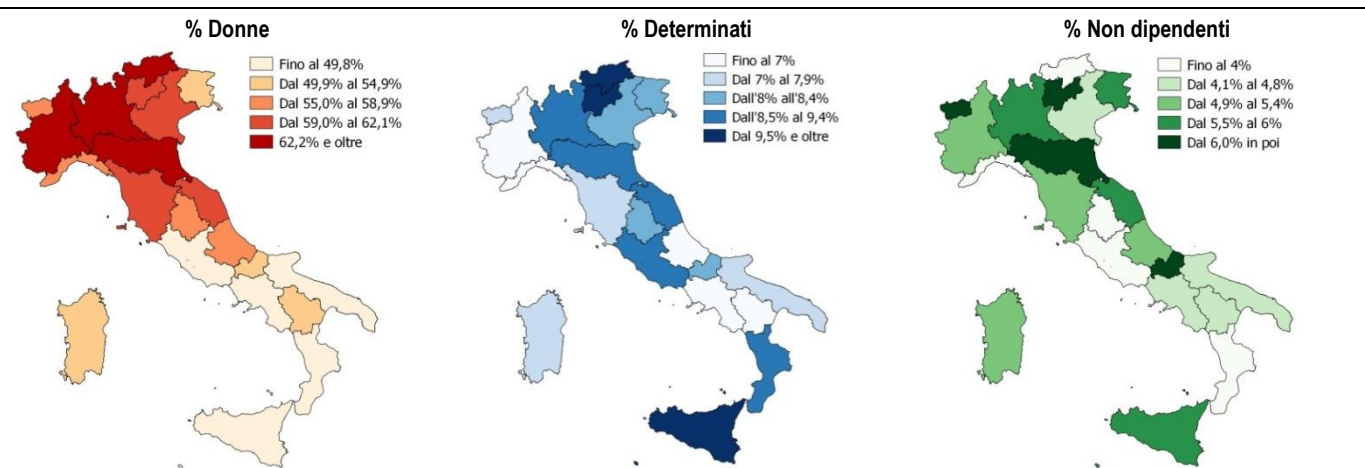 % Donne
Fino al 49,8%
Dal 49,9% al 54,9%
Dal 55,0% al 58,9%
Dal 59,0% al 62,1%
62,2% e oltre
% Determinati
Fino al 7%
Dal 7% al 7,9%
Dall'8% all'8,4%
Dall'8,5% al 9,4%
Dal 9,5% e oltre
% Non dipendenti
Fino al 4%
Dal 4,1% al 4,8%
Dal 4,9% al 5,4%
Dal 5,5% al 6%
Dal 6,0% in poi